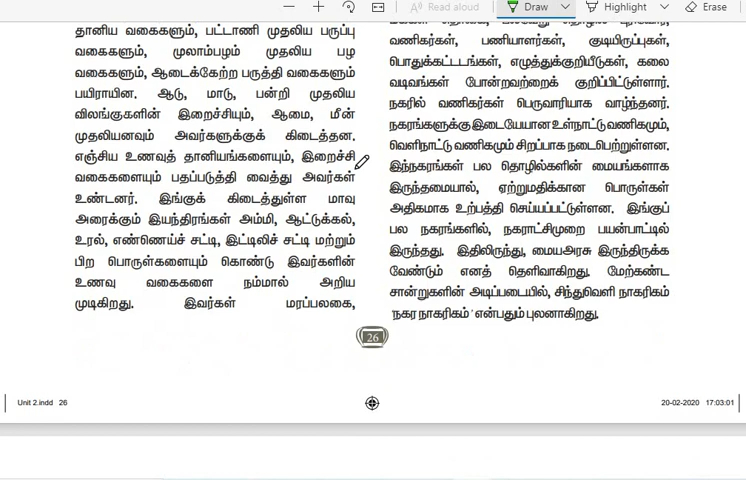 Read aloud
Draw
Highlight
Erase
தானிய வகைகளும், பட்டாணி முதலிய பருப்பு
வகைகளும், முலாம்பழம் முதலிய பழ
வகைகளும், ஆடைக்கேற்ற பருத்தி வகைகளும்
பயிராயின. ஆடு, மாடு, பன்றி முதலிய
விலங்குகளின் இறைச்சியும், ஆமை, மீன்
முதலியனவும் அவர்களுக்குக் கிடைத்தன.
எஞ்சிய உணவுத் தானியங்களையும், இறைச்சி
வகைகளையும் பதப்படுத்தி வைத்து அவர்கள்
உண்டனர். இங்குக் கிடைத்துள்ள மாவு
அரைக்கும் இயந்திரங்கள் அம்மி, ஆட்டுக்கல்,
உரல், எண்ணெய்ச் சட்டி, இட்டிலிச் சட்டி மற்றும்
பிற பொருள்களையும் கொண்டு இவர்களின்
உணவு வகைகளை நம்மால் அறிய
முடிகிறது. இவர்கள் மரப்பலகை,
வணிகர்கள், பணியாளர்கள், குடியிருப்புகள்,
பொதுக்கட்டடங்கள், எழுத்துக்குறியீடுகள், கலை
வடிவங்கள் போன்றவற்றைக் குறிப்பிட்டுள்ளார்.
நகரில் வணிகர்கள் பெருவாரியாக வாழ்ந்தனர்.
நகரங்களுக்குஇடையேயான உள்நாட்டு வணிகமும்,
வெளிநாட்டு வணிகமும் சிறப்பாக நடைபெற்றுள்ளன.
இந்நகரங்கள் பல தொழில்களின் மையங்களாக
இருந்தமையால், ஏற்றுமதிக்கான பொருள்கள்
அதிகமாக உற்பத்தி செய்யப்பட்டுள்ளன. இங்குப்
பல நகரங்களில், நகராட்சிமுறை பயன்பாட்டில்
இருந்தது. இதிலிருந்து, மையஅரசு இருந்திருக்க
வேண்டும் எனத் தெளிவாகிறது. மேற்கண்ட
சான்றுகளின் அடிப்படையில், சிந்துவெளி நாகரிகம்
'நகர நாகரிகம்' என்பதும் புலனாகிறது.
26
Unit 2.indd 26
20-02-2020 17:03:01